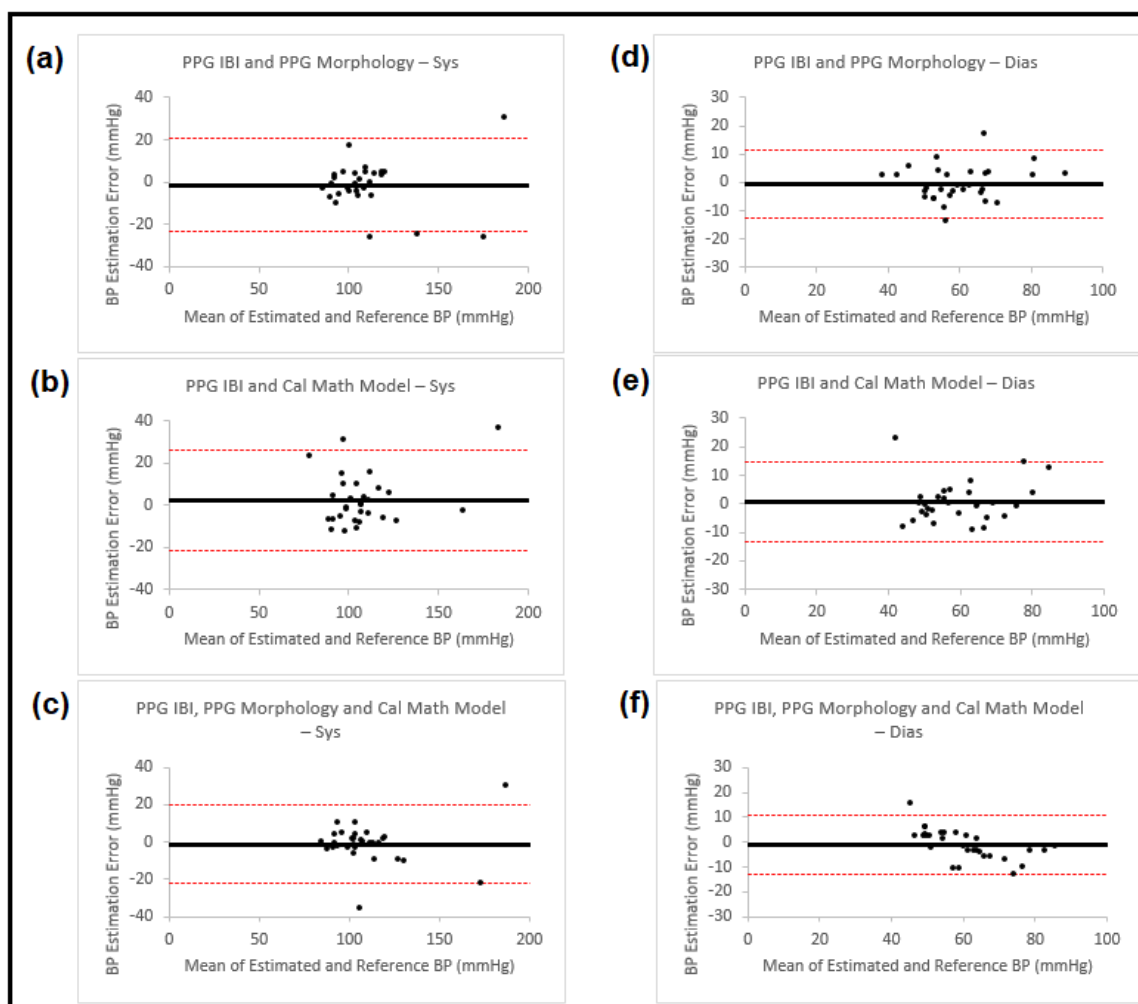 (a)
PPG IBI and PPG Morphology – Sys
BP Estimation Error (mmHg)
40
20
0
-20
-40
0 50 100 150 200
Mean of Estimated and Reference BP (mmHg)
(d)
PPG IBI and PPG Morphology – Dias
BP Estimation Error (mmHg)
30
20
10
0
-10
-20
-30
0 20 40 60 80 100
Mean of Estimated and Reference BP (mmHg)
(b)
PPG IBI and Cal Math Model – Sys
BP Estimation Error (mmHg)
40
20
0
-20
-40
0 50 100 150 200
Mean of Estimated and Reference BP (mmHg)
(e)
PPG IBI and Cal Math Model – Dias
BP Estimation Error (mmHg)
30
20
10
0
-10
-20
-30
0 20 40 60 80 100
Mean of Estimated and Reference BP (mmHg)
(c)
PPG IBI, PPG Morphology and Cal Math Model
– Sys
BP Estimation Error (mmHg)
40
20
0
-20
-40
0 50 100 150 200
Mean of Estimated and Reference BP (mmHg)
(f)
PPG IBI, PPG Morphology and Cal Math Model
– Dias
BP Estimation Error (mmHg)
30
20
10
0
-10
-20
-30
0 20 40 60 80 100
Mean of Estimated and Reference BP (mmHg)